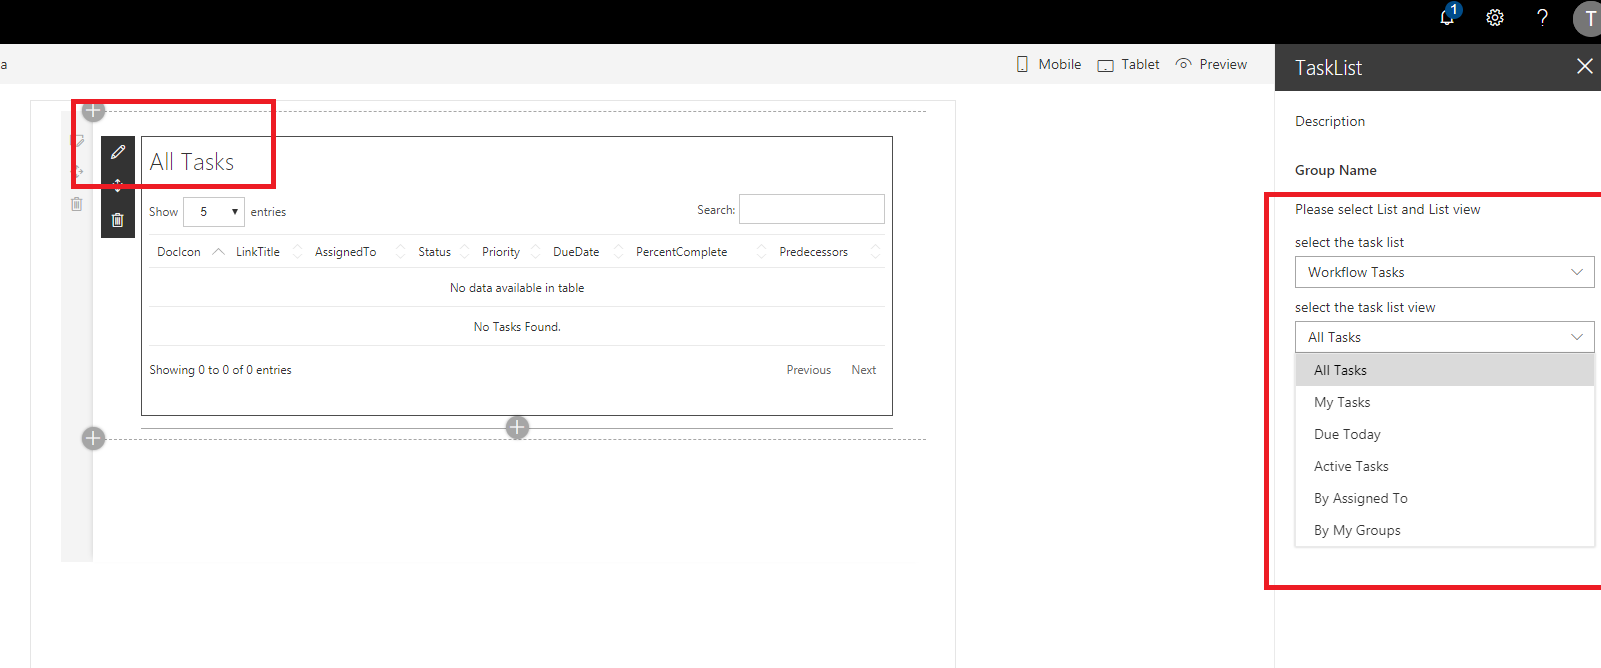 1
?
T
a
Mobile Tablet Preview
TaskList
Description
Group Name
Please select List and List view
select the task list
Workflow Tasks
select the task list view
All Tasks
All Tasks
My Tasks
Due Today
Active Tasks
By Assigned To
By My Groups
All Tasks
Show 5 entries
Search:
DocIcon LinkTitle AssignedTo Status Priority DueDate PercentComplete Predecessors
No data available in table
No Tasks Found.
Showing 0 to 0 of 0 entries
Previous Next